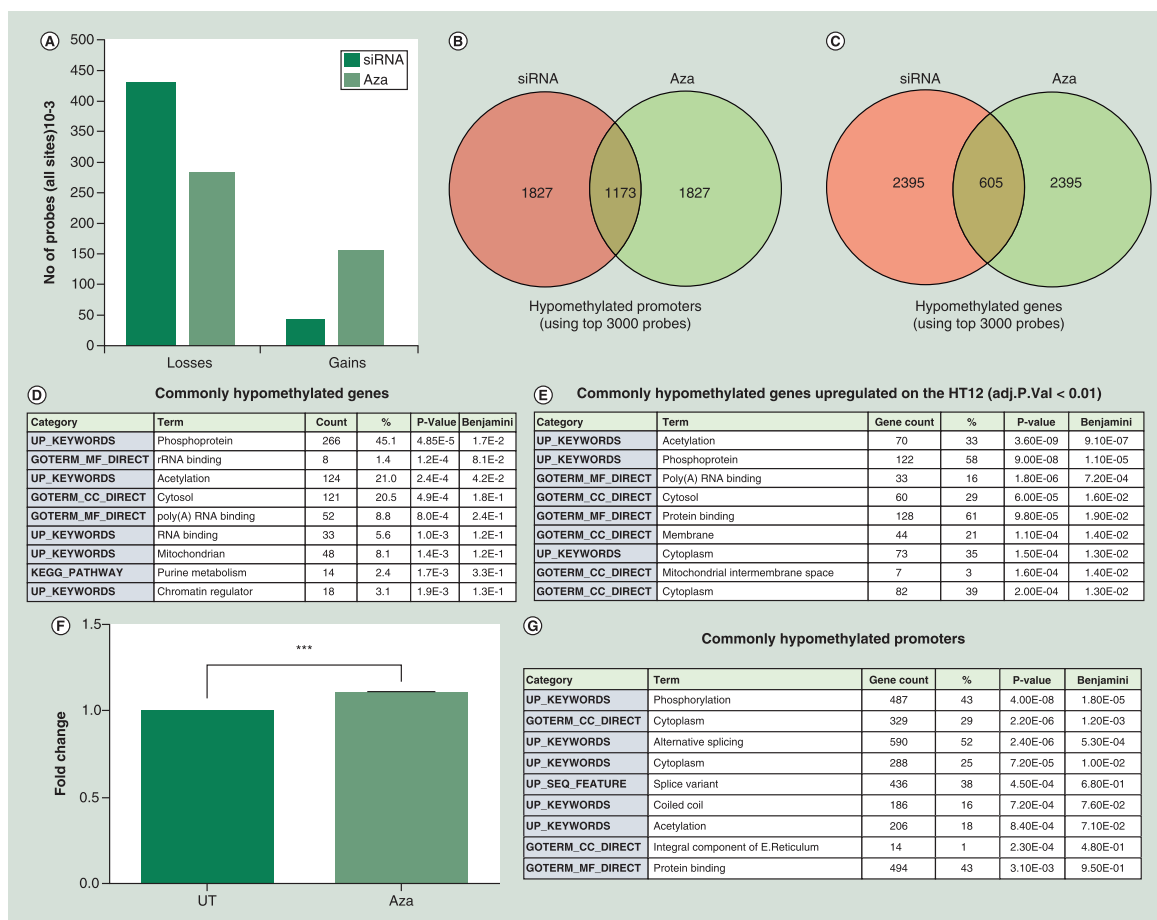 A
500
450
400
350
300
250
200
150
100
50
0
No of probes (all sites)10-3
siRNA
Aza
Losses Gains
B
siRNA Aza
1827 1173 1827
Hypomethylated promoters
(using top 3000 probes)
C
siRNA Aza
2395 605 2395
Hypomethylated genes
(using top 3000 probes)
D Commonly hypomethylated genes
Category Term Count % P-Value Benjamini
UP_KEYWORDS Phosphoprotein 266 45.1 4.85E-5 1.7E-2
GOTERM_MF_DIRECT rRNA binding 8 1.4 1.2E-4 8.1E-2
UP_KEYWORDS Acetylation 124 21.0 2.4E-4 4.2E-2
GOTERM_CC_DIRECT Cytosol 121 20.5 4.9E-4 1.8E-1
GOTERM_MF_DIRECT poly(A) RNA binding 52 8.8 8.0E-4 2.4E-1
UP_KEYWORDS RNA binding 33 5.6 1.0E-3 1.2E-1
UP_KEYWORDS Mitochondrian 48 8.1 1.4E-3 1.2E-1
KEGG_PATHWAY Purine metabolism 14 2.4 1.7E-3 3.3E-1
UP_KEYWORDS Chromatin regulator 18 3.1 1.9E-3 1.3E-1
E Commonly hypomethylated genes upregulated on the HT12 (adj.P.Val < 0.01)
Category Term Gene count % P-value Benjamini
UP_KEYWORDS Acetylation 70 33 3.60E-09 9.10E-07
UP_KEYWORDS Phosphoprotein 122 58 9.00E-08 1.10E-05
GOTERM_MF_DIRECT Poly(A) RNA binding 33 16 1.80E-06 7.20E-04
GOTERM_CC_DIRECT Cytosol 60 29 6.00E-05 1.60E-02
GOTERM_MF_DIRECT Protein binding 128 61 9.80E-05 1.90E-02
GOTERM_CC_DIRECT Membrane 44 21 1.10E-04 1.40E-02
UP_KEYWORDS Cytoplasm 73 35 1.50E-04 1.30E-02
GOTERM_CC_DIRECT Mitochondrial intermembrane space 7 3 1.60E-04 1.40E-02
GOTERM_CC_DIRECT Cytoplasm 82 39 2.00E-04 1.30E-02
F
1.5
1.0
0.5
0.0
Fold change
***
UT Aza
G
Commonly hypomethylated promoters
Category Term Gene count % P-value Benjamini
UP_KEYWORDS Phosphorylation 487 43 4.00E-08 1.80E-05
GOTERM_CC_DIRECT Cytoplasm 329 29 2.20E-06 1.20E-03
UP_KEYWORDS Alternative splicing 590 52 2.40E-06 5.30E-04
UP_KEYWORDS Cytoplasm 288 25 7.20E-05 1.00E-02
UP_SEQ_FEATURE Splice variant 436 38 4.50E-04 6.80E-01
UP_KEYWORDS Coiled coil 186 16 7.20E-04 7.60E-02
UP_KEYWORDS Acetylation 206 18 8.40E-04 7.10E-02
GOTERM_CC_DIRECT Integral component of E.Reticulum 14 1 2.30E-04 4.80E-01
GOTERM_MF_DIRECT Protein binding 494 43 3.10E-03 9.50E-01